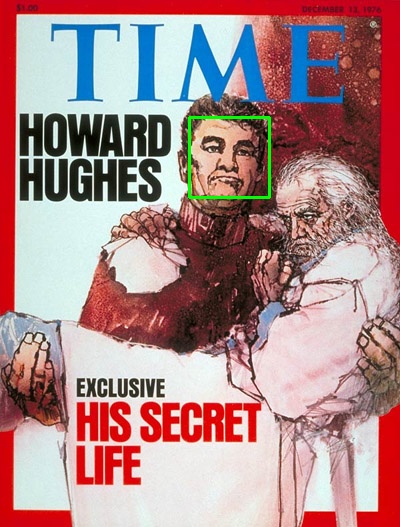 $1.00 DECEMBER 13, 1976
TIME
HOWARD
HUGHES
EXCLUSIVE
HIS SECRET
LIFE